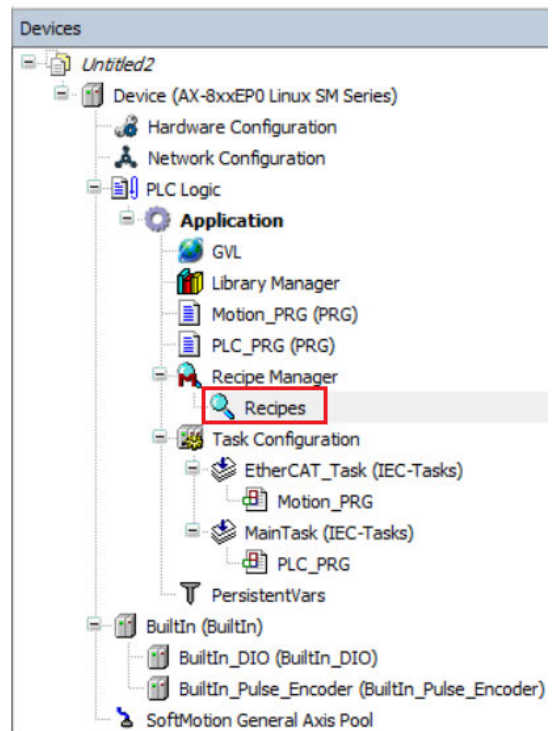 Devices
Untitled2
Device (AX-8xxEP0 Linux SM Series)
Hardware Configuration
Network Configuration
PLC Logic
Application
GVL
Library Manager
Motion_PRG (PRG)
PLC_PRG (PRG)
Recipe Manager
Recipes
Task Configuration
EtherCAT_Task (IEC-Tasks)
Motion_PRG
MainTask (IEC-Tasks)
PLC_PRG
PersistentVars
BuiltIn (BuiltIn)
BuiltIn_DIO (BuiltIn_DIO)
BuiltIn_Pulse_Encoder (BuiltIn_Pulse_Encoder)
SoftMotion General Axis Pool